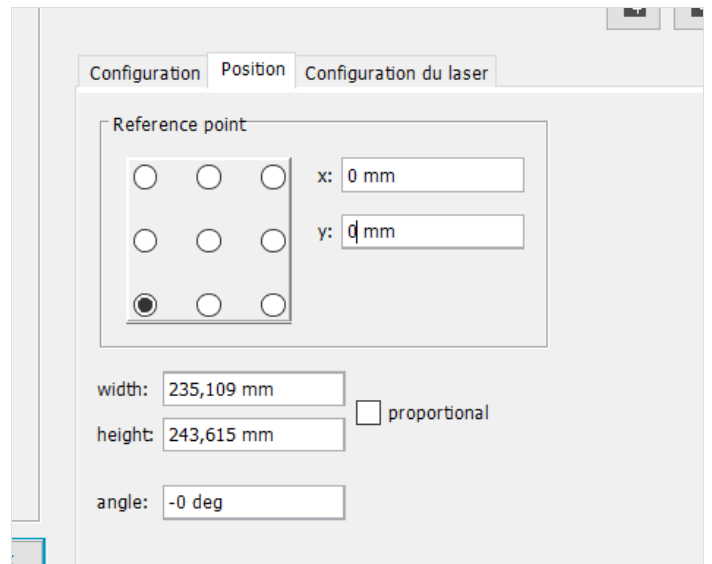 Configuration Position Configuration du laser
Reference point
x: 0 mm
y: 0 mm
width: 235,109 mm
proportional
height: 243,615 mm
angle: -0 deg